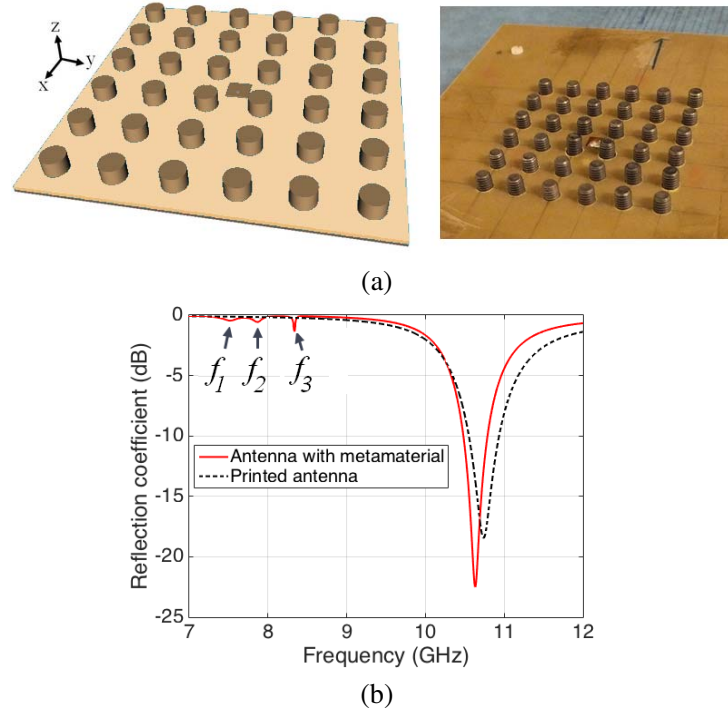 z
y
x
1
(a)
0
-5
-10
-15
-20
-25
Reflection coefficient (dB)
f1 f2 f3
Antenna with metamaterial
Printed antenna
7 8 9 10 11 12
Frequency (GHz)
(b)